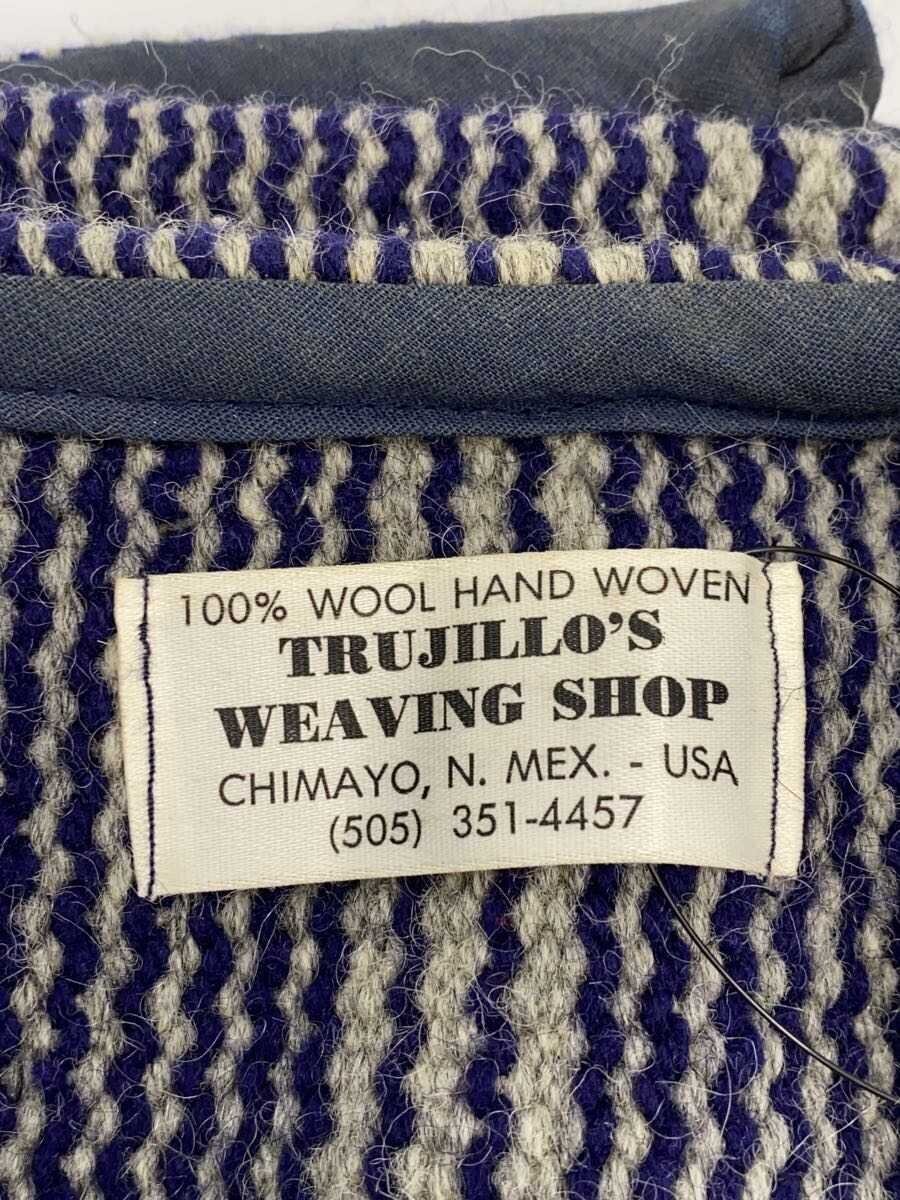 100% WOOL HAND WOVEN
TRUJILLO'S
WEAVING SHOP
CHIMAYO, N. MEX. - USA
(505) 351-4457